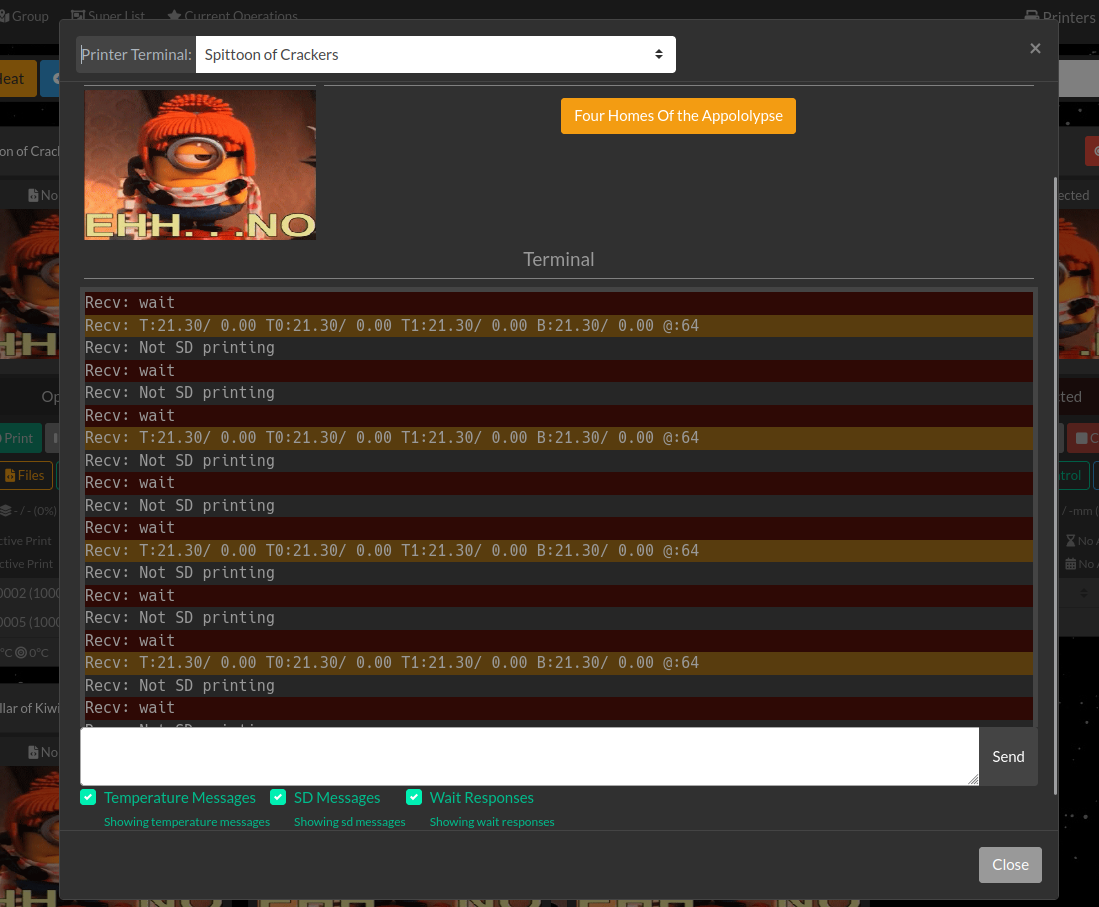 Group Super List Current Operations Printers
Printer Terminal: Spittoon of Crackers ×
Four Homes Of the Appololypse
EHH...NO
Terminal
Recv: wait
Recv: T:21.30/ 0.00 T0:21.30/ 0.00 T1:21.30/ 0.00 B:21.30/ 0.00 @:64
Recv: Not SD printing
Recv: wait
Recv: Not SD printing
Recv: wait
Recv: T:21.30/ 0.00 T0:21.30/ 0.00 T1:21.30/ 0.00 B:21.30/ 0.00 @:64
Recv: Not SD printing
Recv: wait
Recv: Not SD printing
Recv: wait
Recv: T:21.30/ 0.00 T0:21.30/ 0.00 T1:21.30/ 0.00 B:21.30/ 0.00 @:64
Recv: Not SD printing
Recv: wait
Recv: Not SD printing
Recv: wait
Recv: T:21.30/ 0.00 T0:21.30/ 0.00 T1:21.30/ 0.00 B:21.30/ 0.00 @:64
Recv: Not SD printing
Recv: wait
Recv: Not SD printing
Send
Temperature Messages SD Messages Wait Responses
Showing temperature messages Showing sd messages Showing wait responses
Close
Print
Files
- / - (0%)
0°C